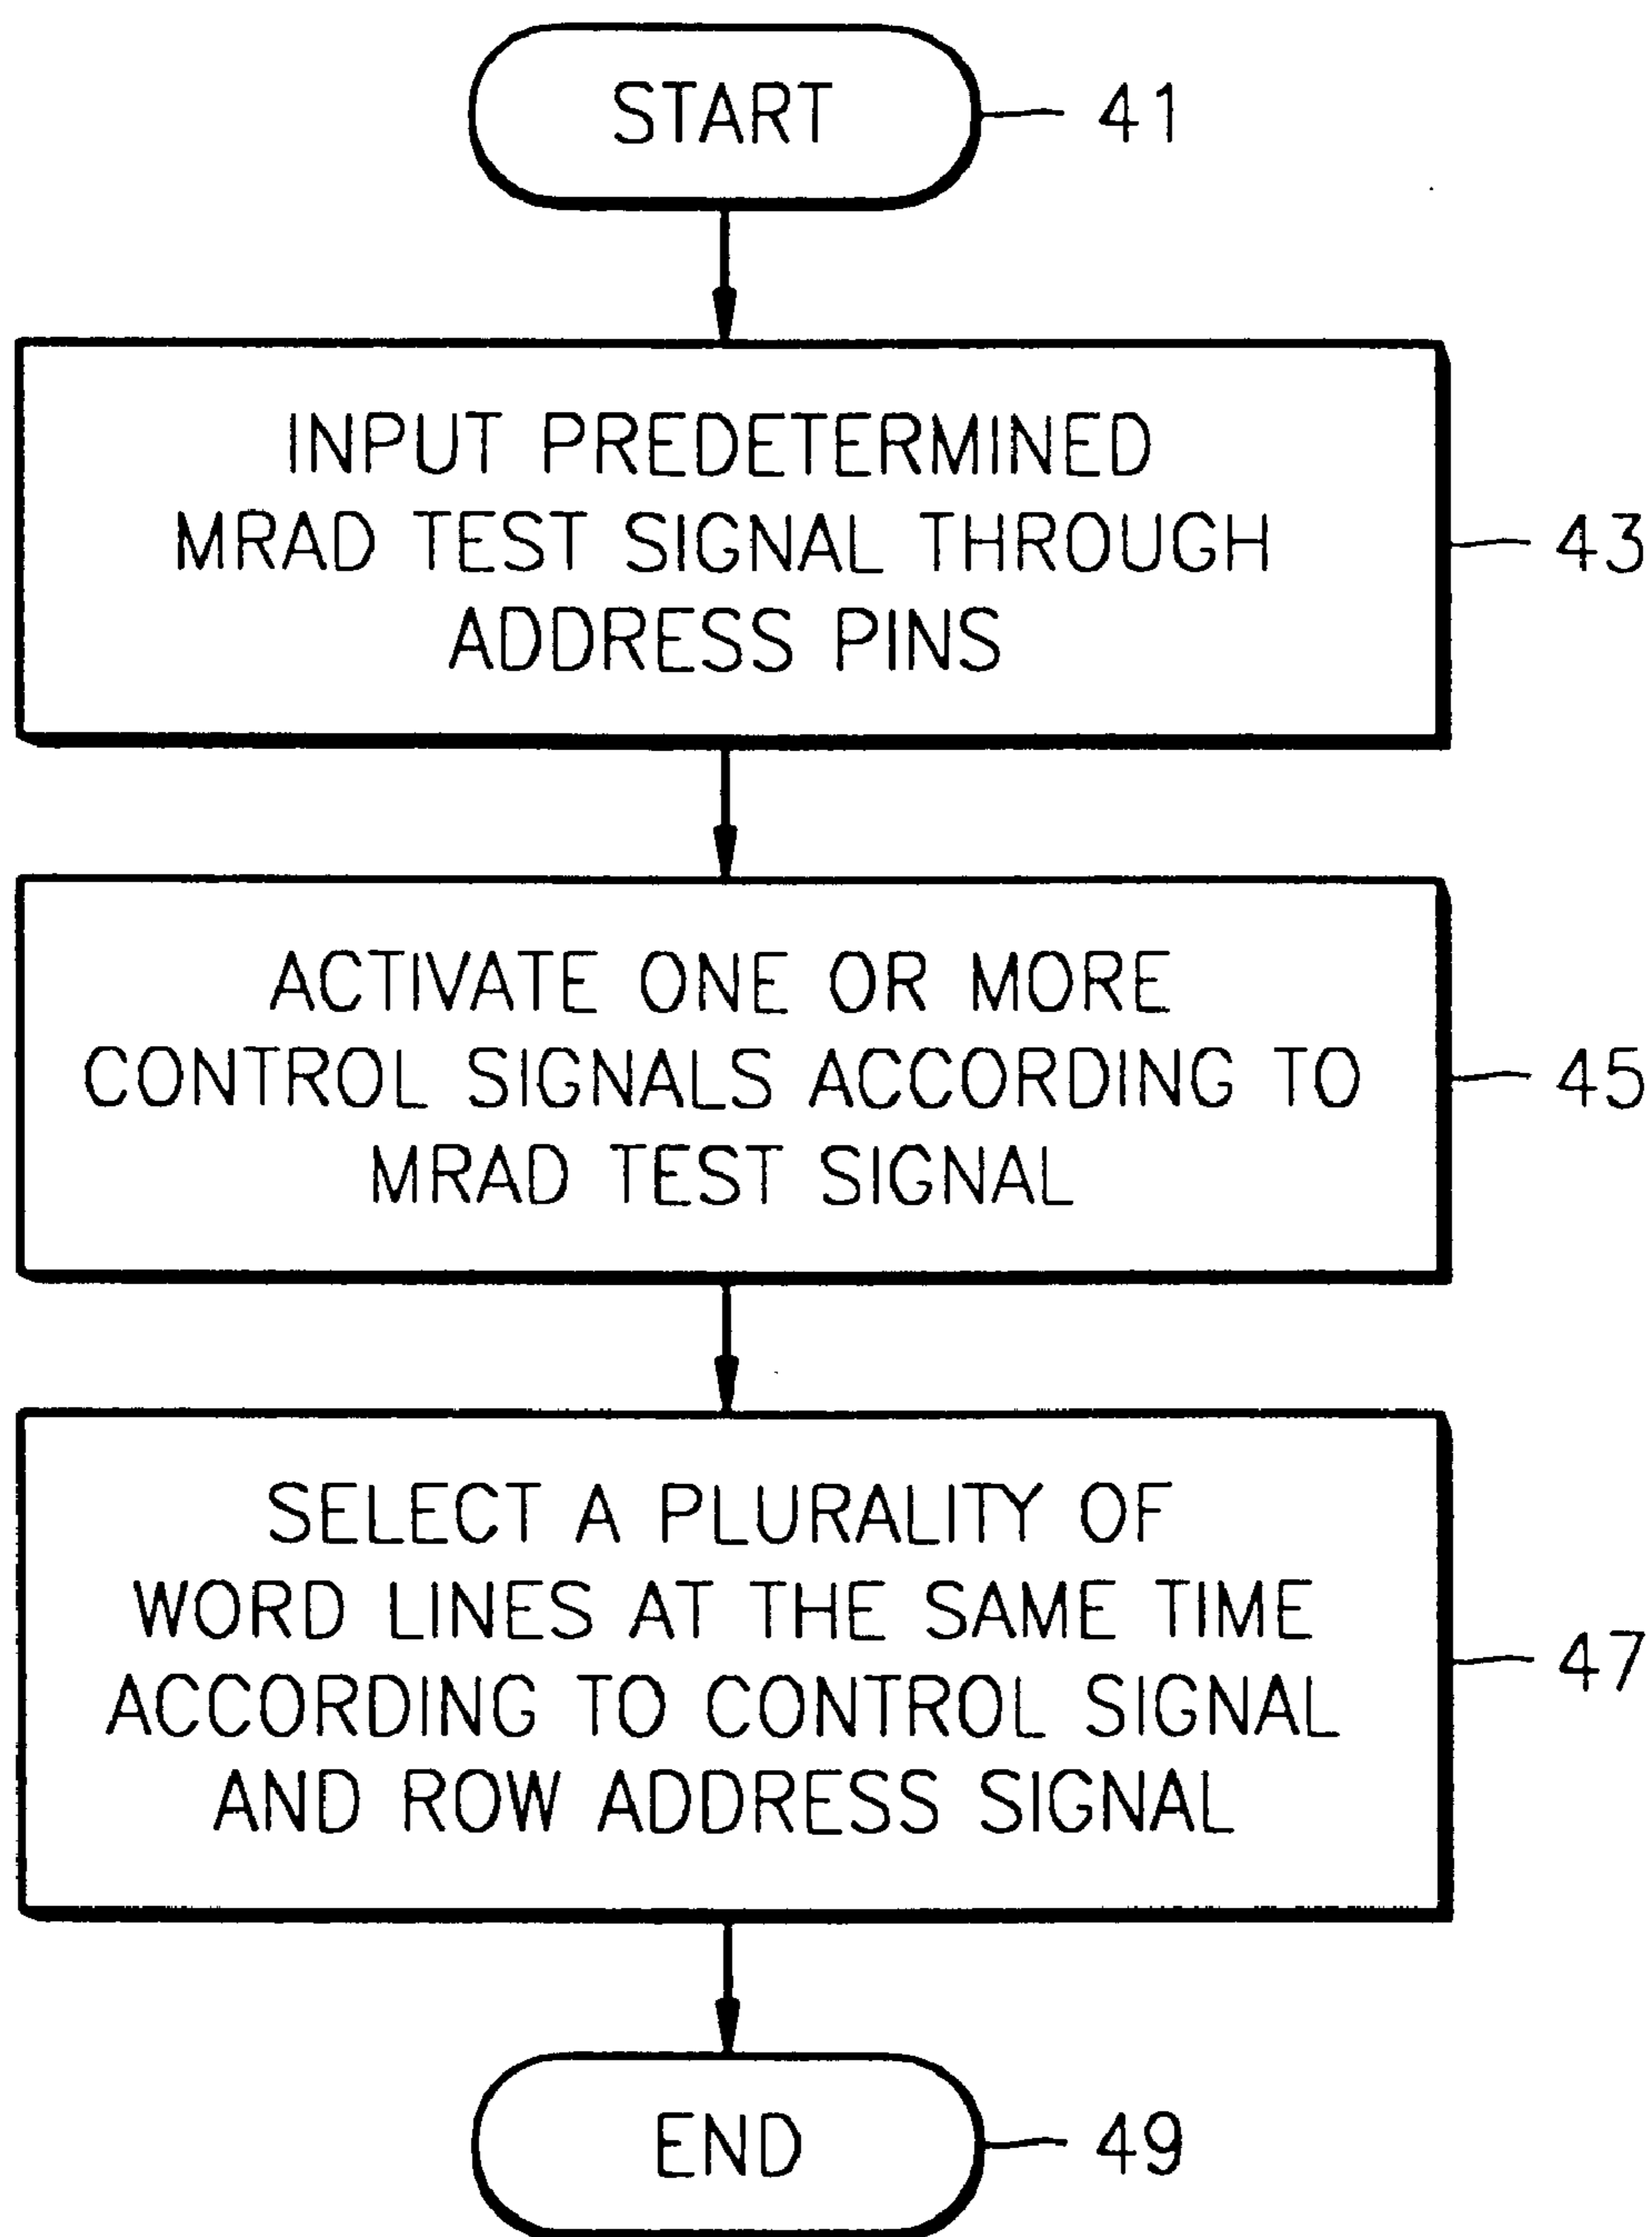 START
41
INPUT PREDETERMINED
MRAD TEST SIGNAL THROUGH
ADDRESS PINS
43
ACTIVATE ONE OR MORE
CONTROL SIGNALS ACCORDING TO
MRAD TEST SIGNAL
45
SELECT A PLURALITY OF
WORD LINES AT THE SAME TIME
ACCORDING TO CONTROL SIGNAL
AND ROW ADDRESS SIGNAL
47
END
49